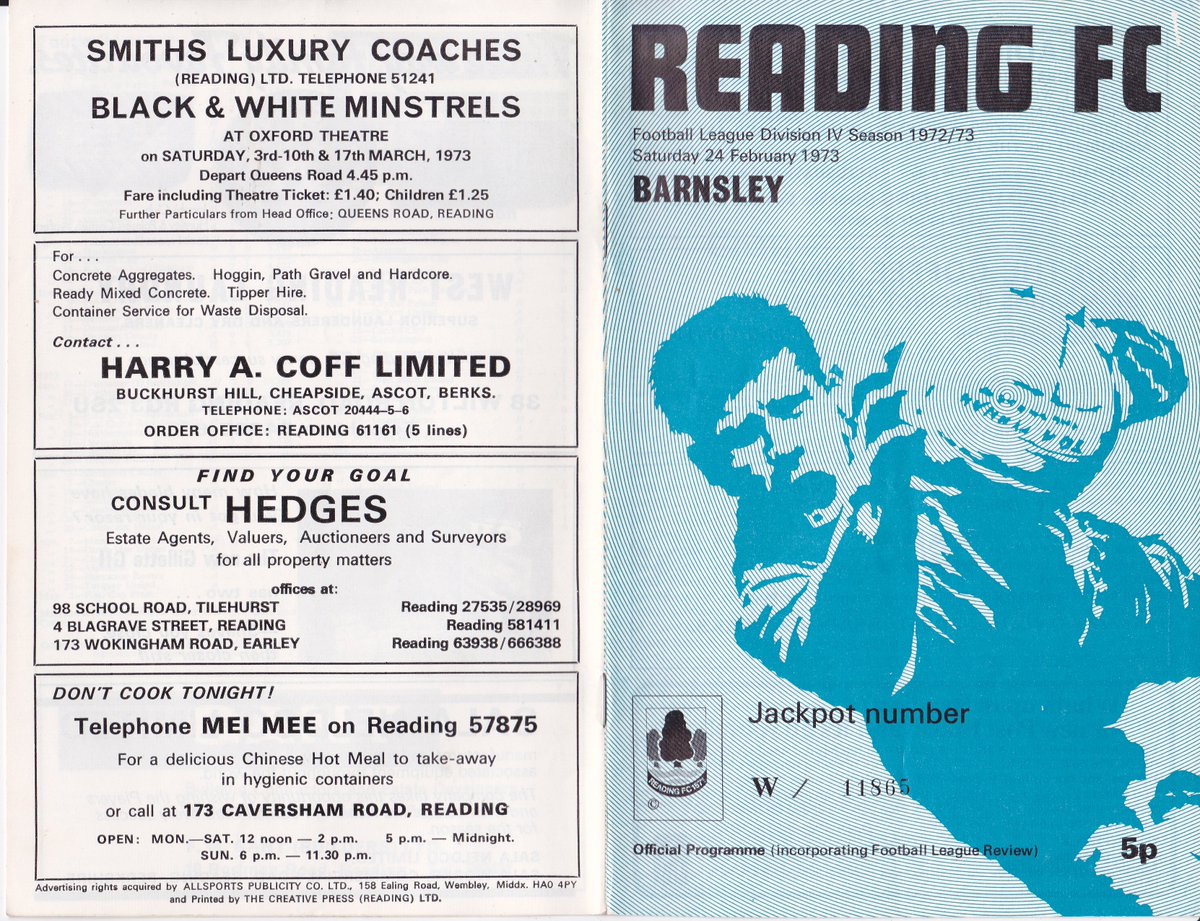 SMITHS LUXURY COACHES
(READING) LTD. TELEPHONE 51241
BLACK & WHITE MINSTRELS
AT OXFORD THEATRE
on SATURDAY, 3rd-10th & 17th MARCH, 1973
Depart Queens Road 4.45 p.m.
Fare including Theatre Ticket: £1.40; Children £1.25
Further Particulars from Head Office; QUEENS ROAD, READING
For . . .
Concrete Aggregates. Hoggin, Path Gravel and Hardcore.
Ready Mixed Concrete. Tipper Hire.
Container Service for Waste Disposal.
Contact . . .
HARRY A. COFF LIMITED
BUCKHURST HILL, CHEAPSIDE, ASCOT, BERKS.
TELEPHONE: ASCOT 20444–5–6
ORDER OFFICE: READING 61161 (5 lines)
FIND YOUR GOAL
CONSULT HEDGES
Estate Agents, Valuers, Auctioneers and Surveyors
for all property matters
offices at:
98 SCHOOL ROAD, TILEHURST Reading 27535/28969
4 BLAGRAVE STREET, READING Reading 581411
173 WOKINGHAM ROAD, EARLEY Reading 63938/666388
DON'T COOK TONIGHT!
Telephone MEI MEE on Reading 57875
For a delicious Chinese Hot Meal to take-away
in hygienic containers
or call at 173 CAVERSHAM ROAD, READING
OPEN: MON.—SAT. 12 noon — 2 p.m. 5 p.m. — Midnight.
SUN. 6 p.m. — 11.30 p.m.
Advertising rights acquired by ALLSPORTS PUBLICITY CO. LTD., 158 Ealing Road, Wembley, Middx. HA0 4PY
and Printed by THE CREATIVE PRESS (READING) LTD.
READING FC
Football League Division IV Season 1972/73
Saturday 24 February 1973
BARNSLEY
Jackpot number
READING FC 1972
©
W / 11865
Official Programme (incorporating Football League Review)
5p